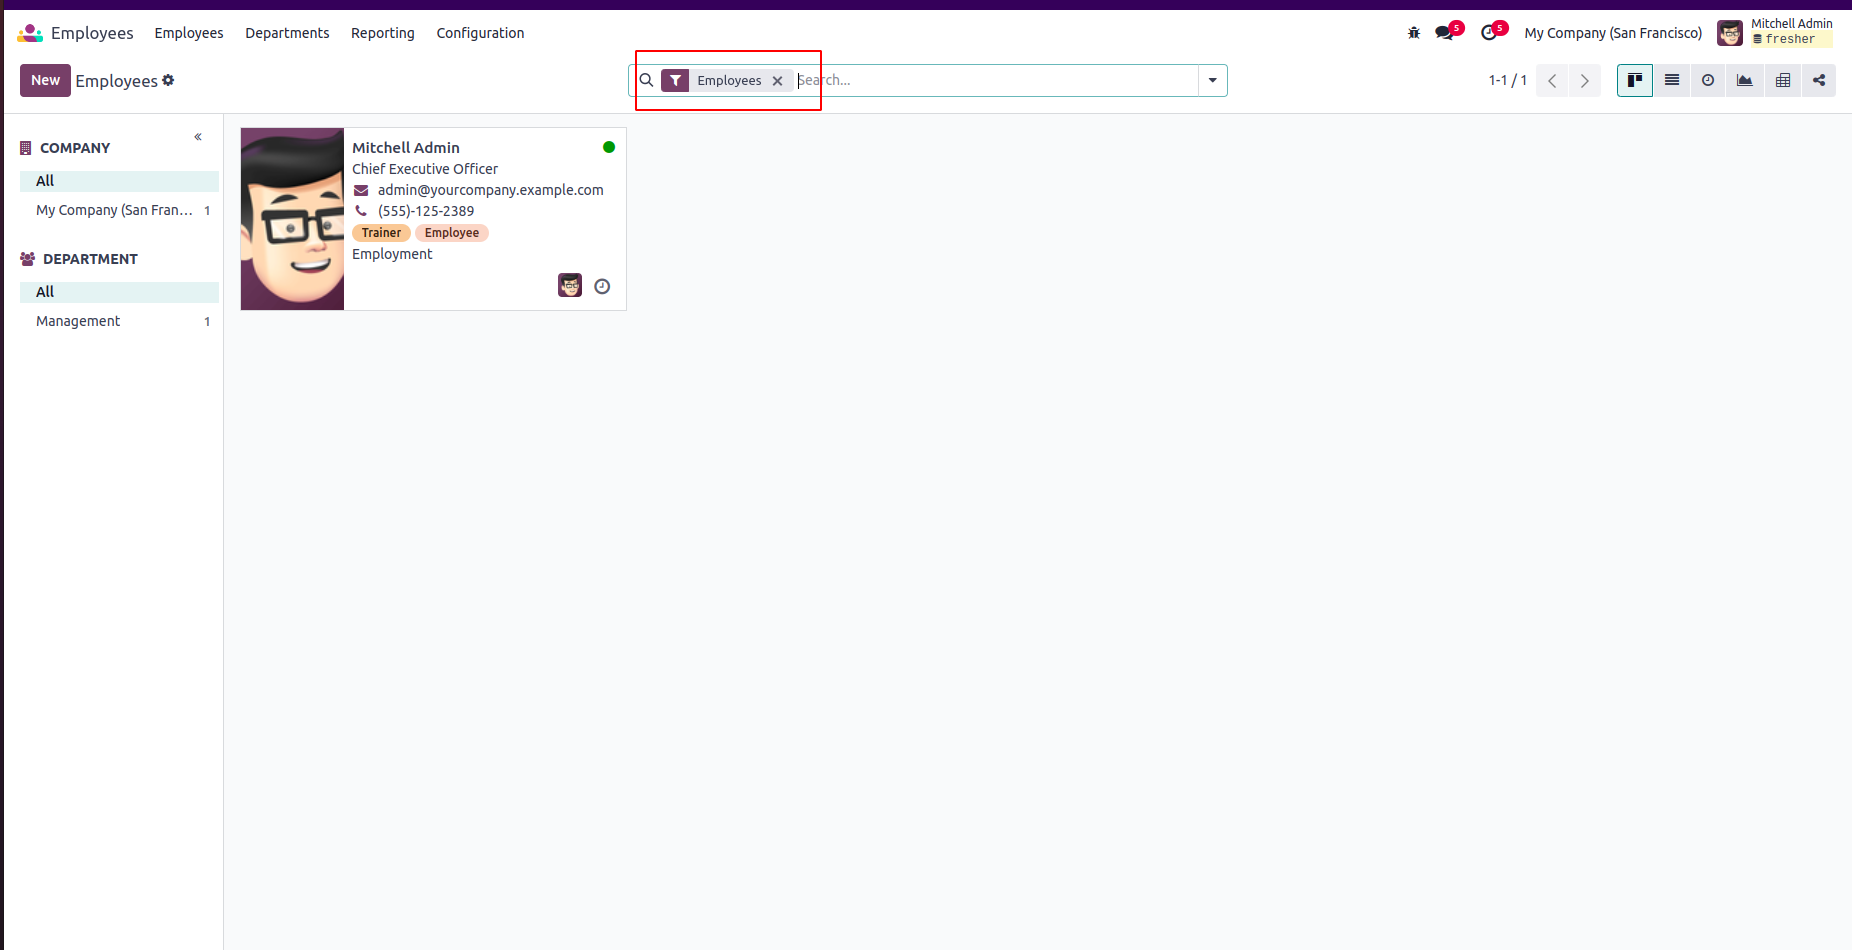 Employees Employees Departments Reporting Configuration 5 5 My Company (San Francisco) Mitchell Admin
fresher
New Employees Employees Search... 1-1 / 1
COMPANY
All
My Company (San Fran... 1
DEPARTMENT
All
Management 1
Mitchell Admin
Chief Executive Officer
admin@yourcompany.example.com
(555)-125-2389
Trainer Employee
Employment